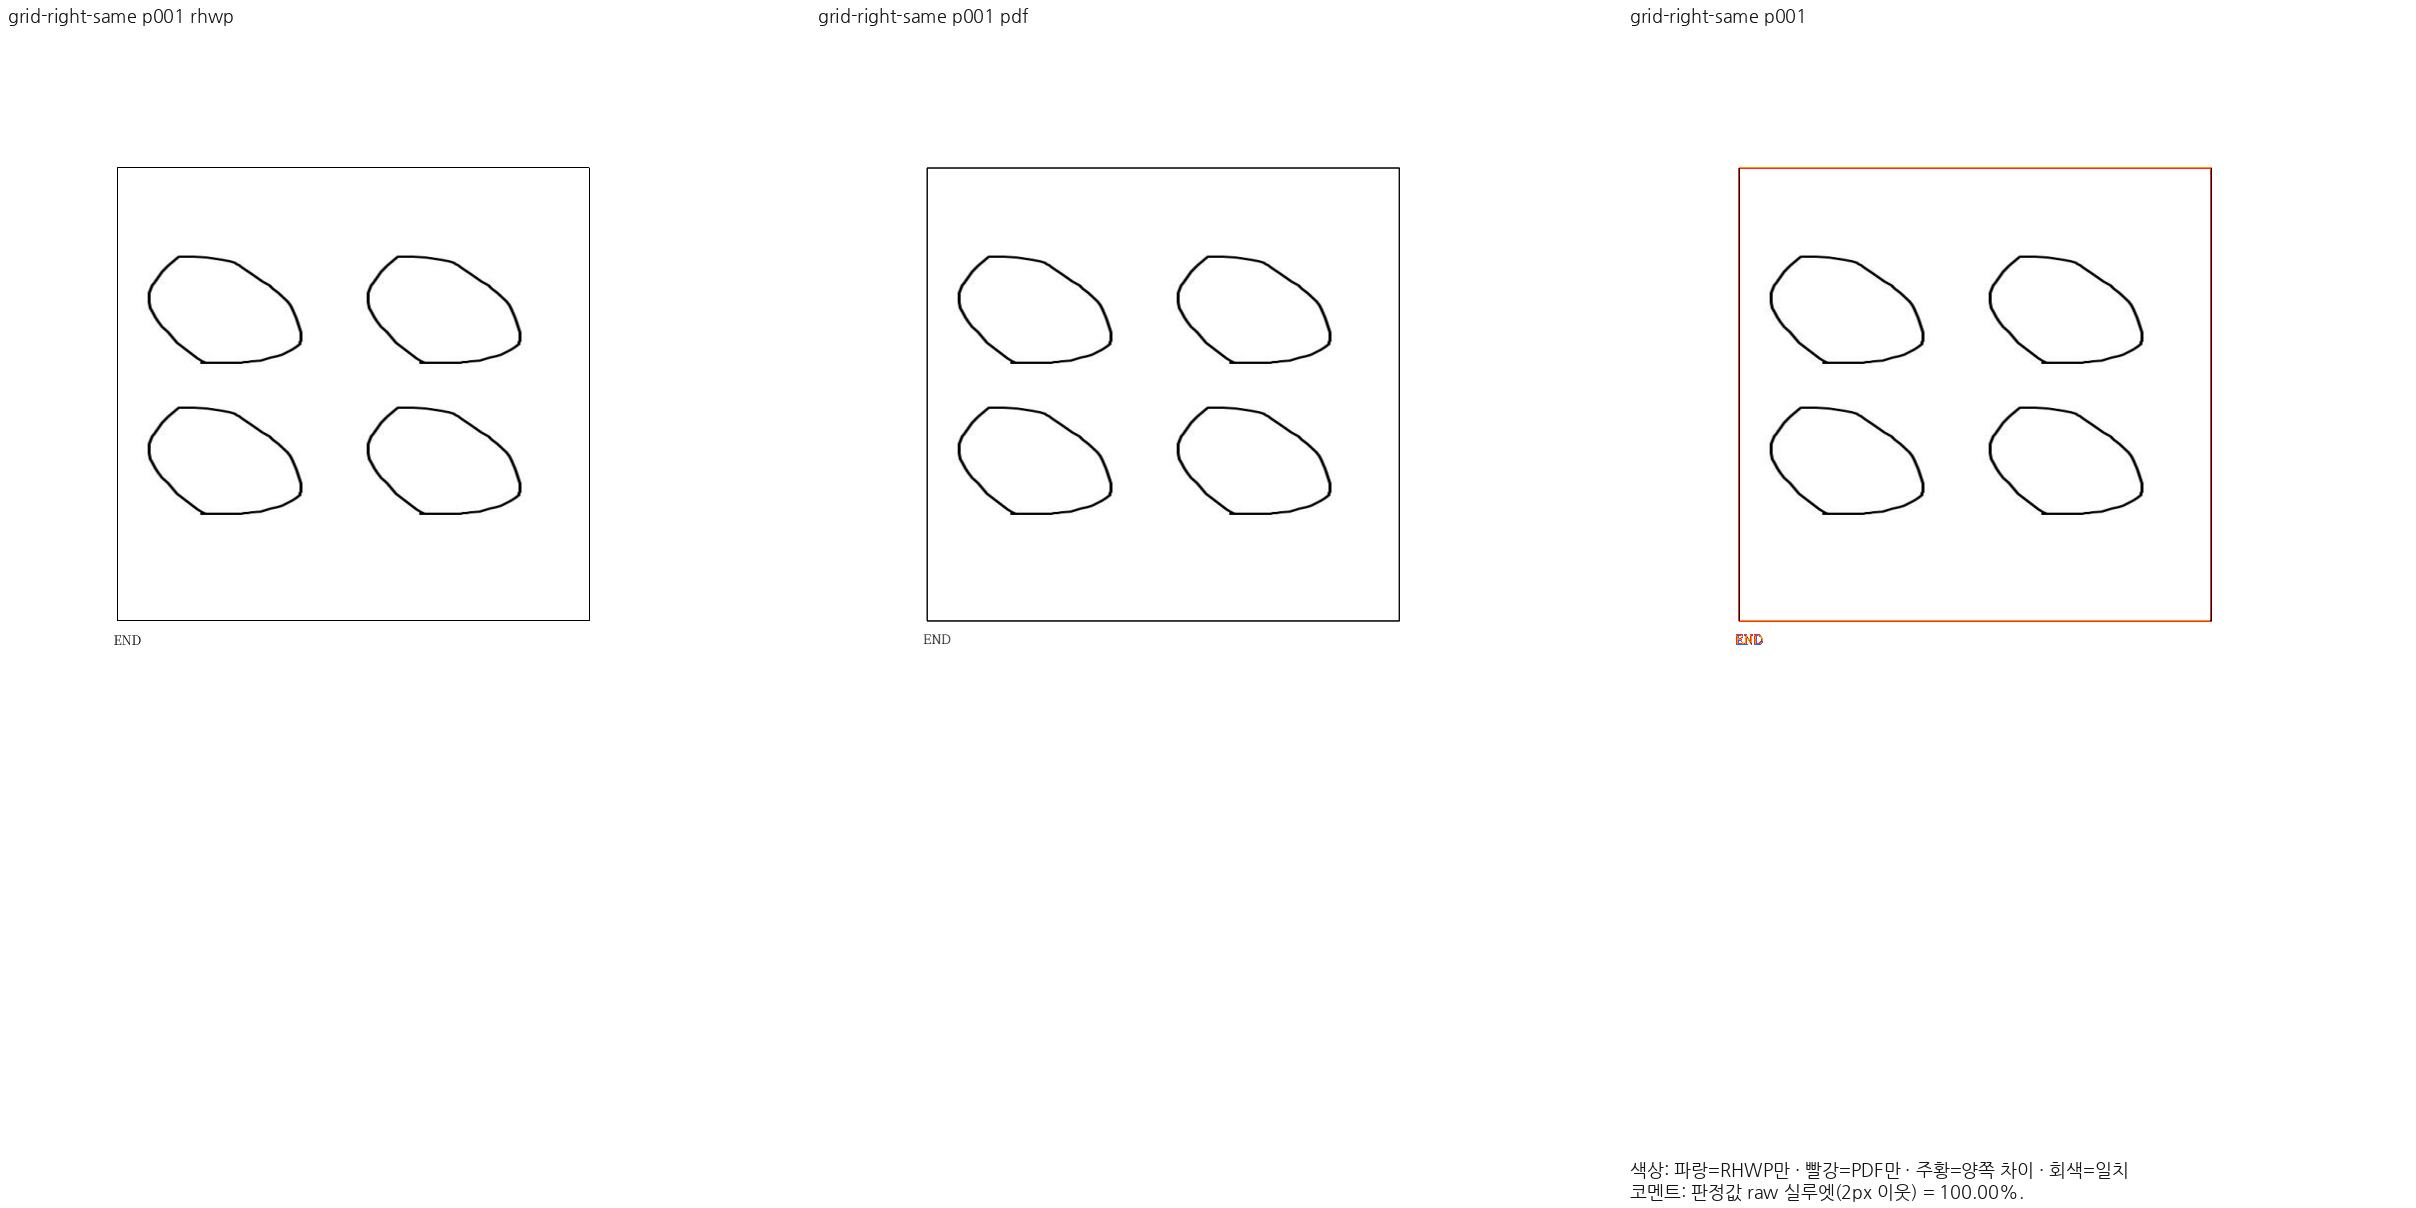 grid-right-same p001 rhwp
grid-right-same p001 pdf
grid-right-same p001
END
END
END
색상: 파랑=RHWP만 · 빨강=PDF만 · 주황=양쪽 차이 · 회색=일치
코멘트: 판정값 raw 실루엣(2px 이웃) = 100.00%.